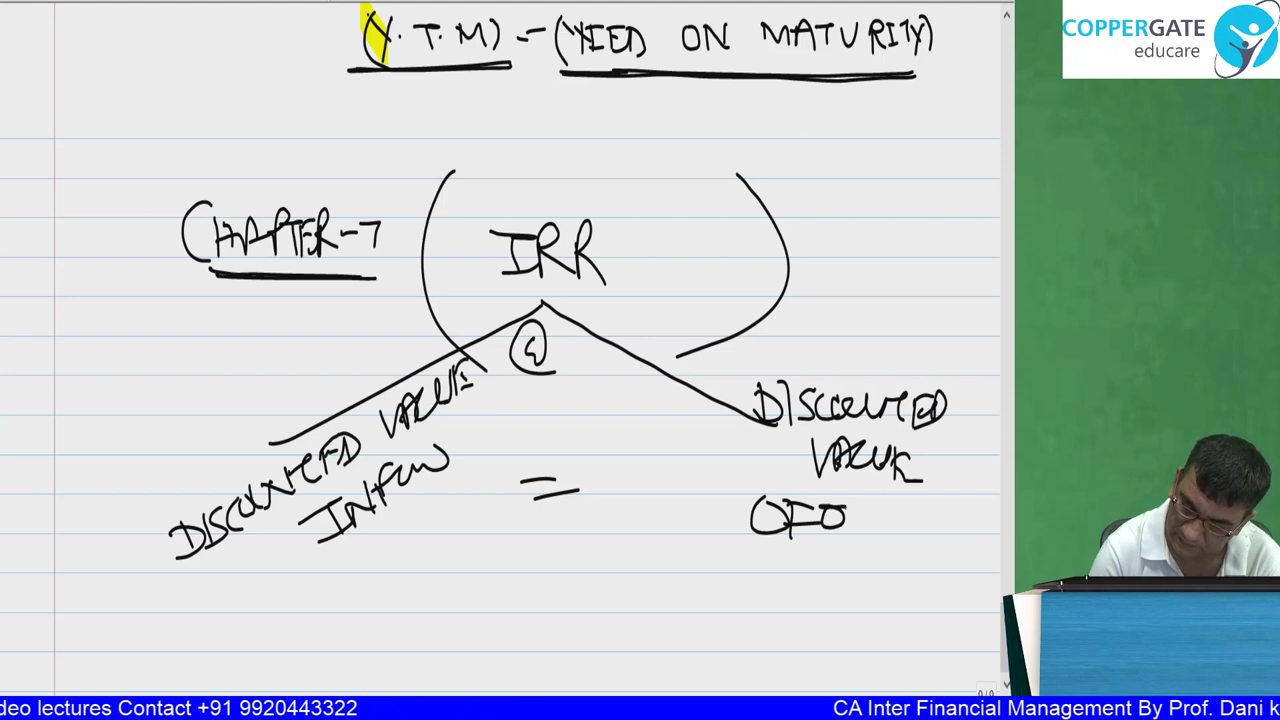 (Y.T.M) - (YIED ON MATURITY)
COPPERGATE
educare
CHAPTER-7
IRR
@
DISCOUNTED VALUE
INFLOW
=
DISCOUNTED
VALUE
OF O
deo lectures Contact +91 9920443322
CA Inter Financial Management By Prof. Dani k